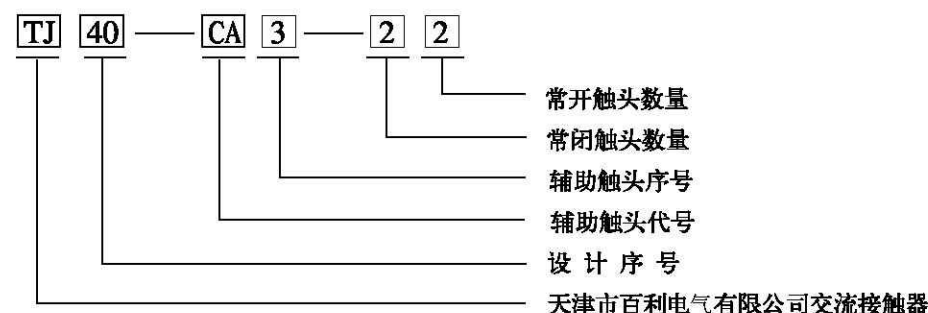 TJ 40 — CA 3 — 2 2
常开触头数量
常闭触头数量
辅助触头序号
辅助触头代号
设 计 序 号
天津市百利电气有限公司交流接触器